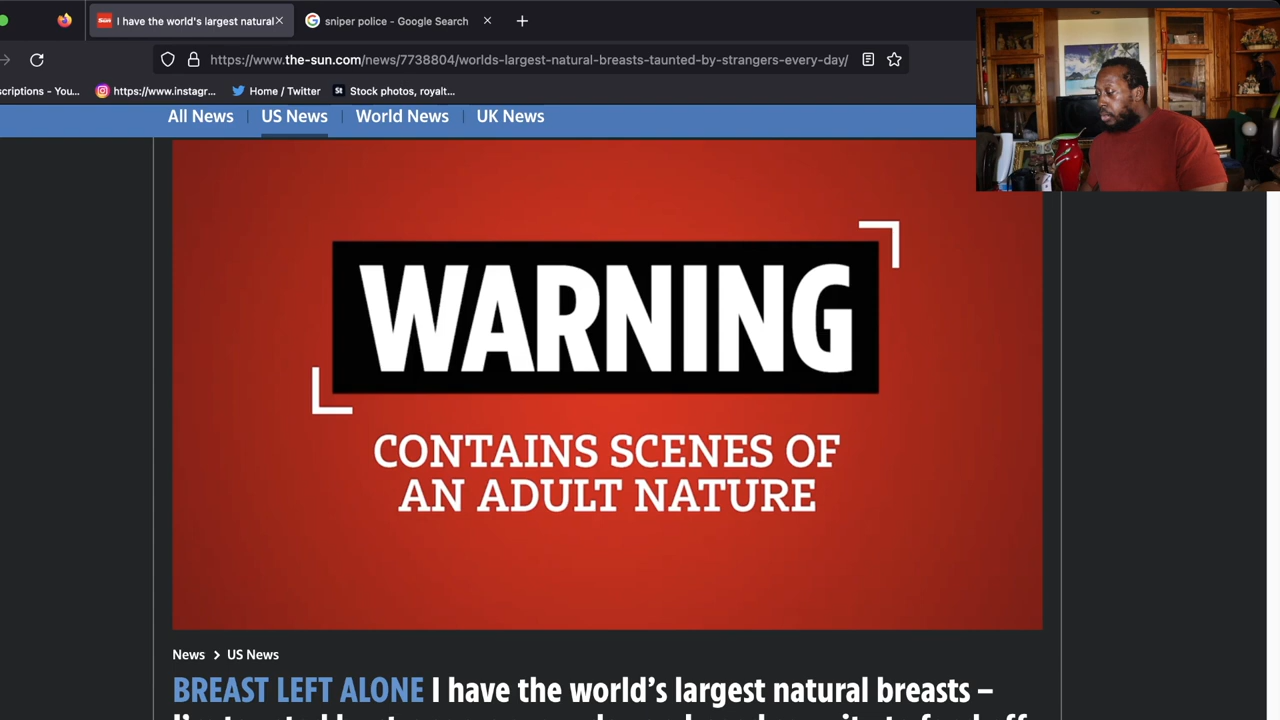 I have the world's largest natural
sniper police - Google Search
https://www.the-sun.com/news/7738804/worlds-largest-natural-breasts-taunted-by-strangers-every-day/
scriptions - You...
https://www.instagr...
Home / Twitter
St
Stock photos, royalt...
All News
US News
World News
UK News
WARNING
CONTAINS SCENES OF
AN ADULT NATURE
News > US News
BREAST LEFT ALONE I have the world's largest natural breasts –